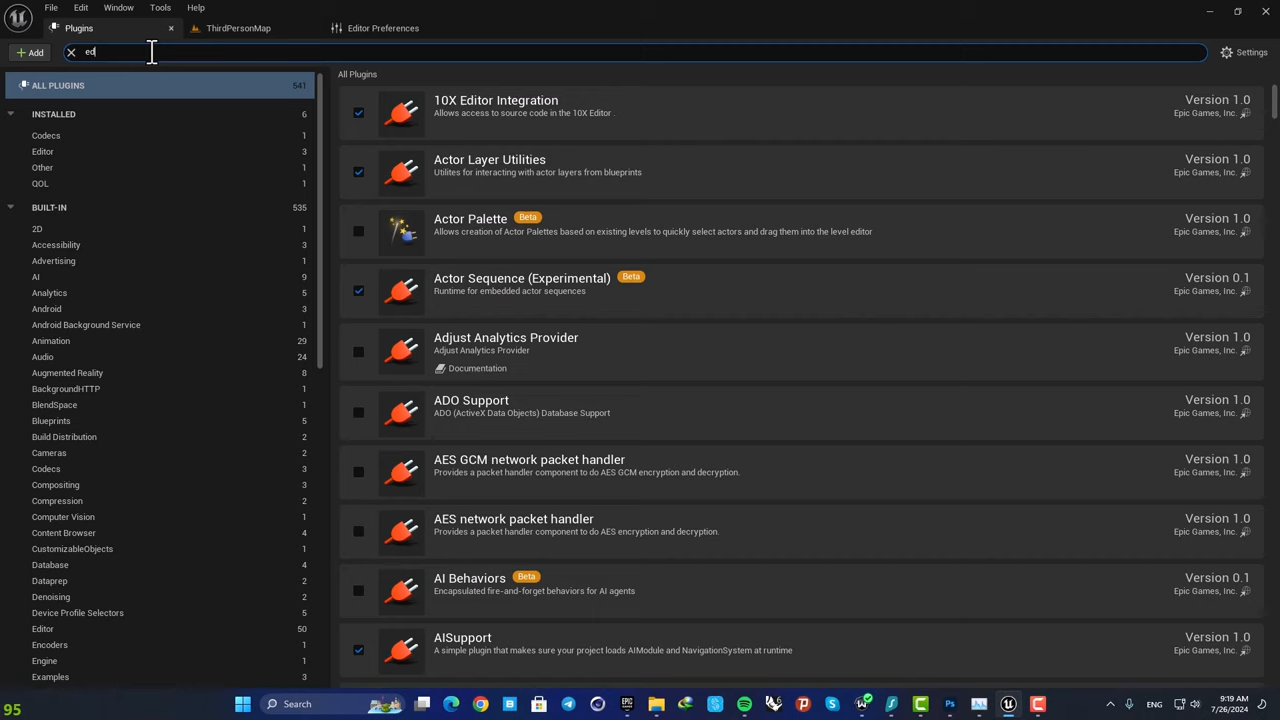 File Edit Window Tools Help
Plugins ThirdPersonMap Editor Preferences
Add ed Settings
ALL PLUGINS 541
INSTALLED 6
Codecs 1
Editor 3
Other 1
QOL 1
BUILT-IN 535
2D 1
Accessibility 3
Advertising 1
AI 9
Analytics 5
Android 3
Android Background Service 1
Animation 29
Audio 24
Augmented Reality 8
BackgroundHTTP 1
BlendSpace 1
Blueprints 5
Build Distribution 2
Cameras 2
Codecs 3
Compositing 3
Compression 2
Computer Vision 1
Content Browser 4
CustomizableObjects 1
Database 4
Dataprep 2
Denoising 2
Device Profile Selectors 5
Editor 50
Encoders 1
Engine 1
Examples 3
All Plugins
10X Editor Integration Version 1.0
Allows access to source code in the 10X Editor . Epic Games, Inc.
Actor Layer Utilities Version 1.0
Utilites for interacting with actor layers from blueprints Epic Games, Inc.
Actor Palette Beta Version 1.0
Allows creation of Actor Palettes based on existing levels to quickly select actors and drag them into the level editor Epic Games, Inc.
Actor Sequence (Experimental) Beta Version 0.1
Runtime for embedded actor sequences Epic Games, Inc.
Adjust Analytics Provider Version 1.0
Adjust Analytics Provider Epic Games, Inc.
Documentation
ADO Support Version 1.0
ADO (ActiveX Data Objects) Database Support Epic Games, Inc.
AES GCM network packet handler Version 1.0
Provides a packet handler component to do AES GCM encryption and decryption. Epic Games, Inc.
AES network packet handler Version 1.0
Provides a packet handler component to do AES encryption and decryption. Epic Games, Inc.
AI Behaviors Beta Version 0.1
Encapsulated fire-and-forget behaviors for AI agents Epic Games, Inc.
AISupport Version 1.0
A simple plugin that makes sure your project loads AIModule and NavigationSystem at runtime Epic Games, Inc.
95
Search
ENG
9:19 AM
7/26/2024